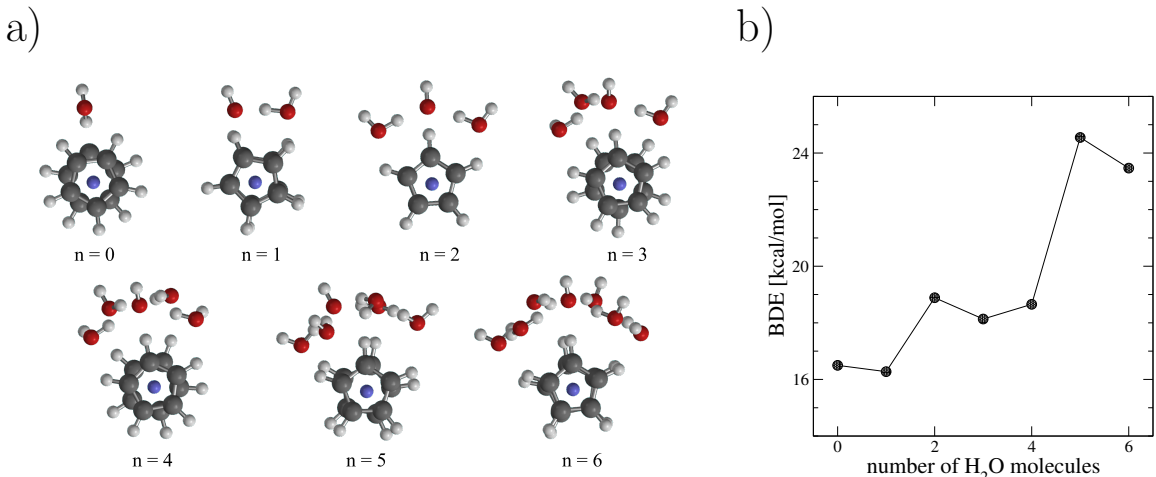 a)
b)
n = 0
n = 1
n = 2
n = 3
n = 4
n = 5
n = 6
BDE [kcal/mol]
24
20
16
0
2
4
6
number of H₂O molecules